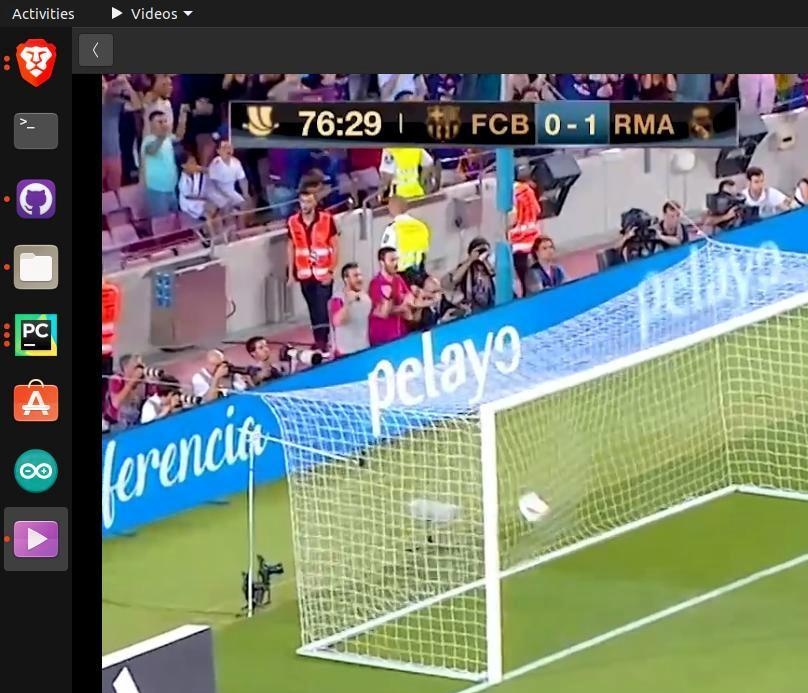 Activities
Videos
76:29 | FCB 0-1 RMA
pelayo
pelayo
ferencia
>_
PC